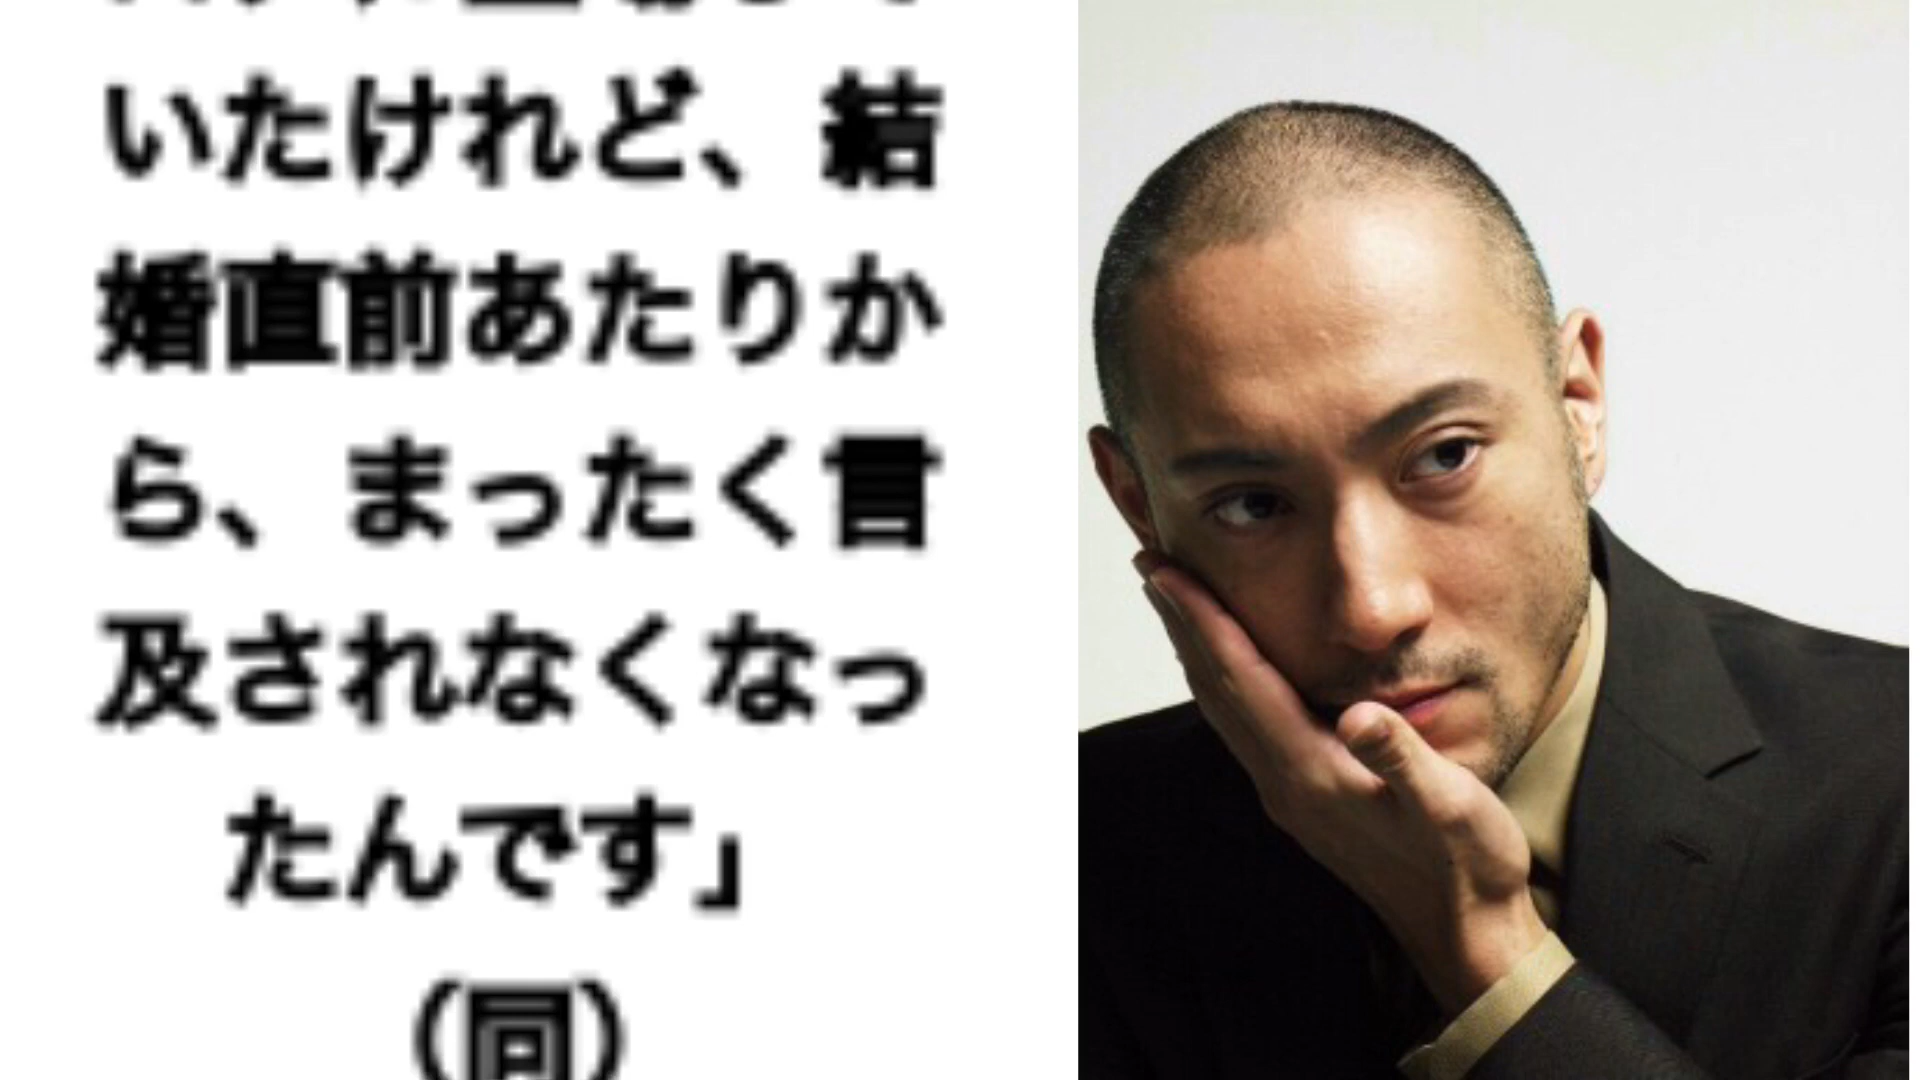 いたけれど、結
婚直前あたりか
ら、まったく言
及されなくなっ
たんです」
（同）